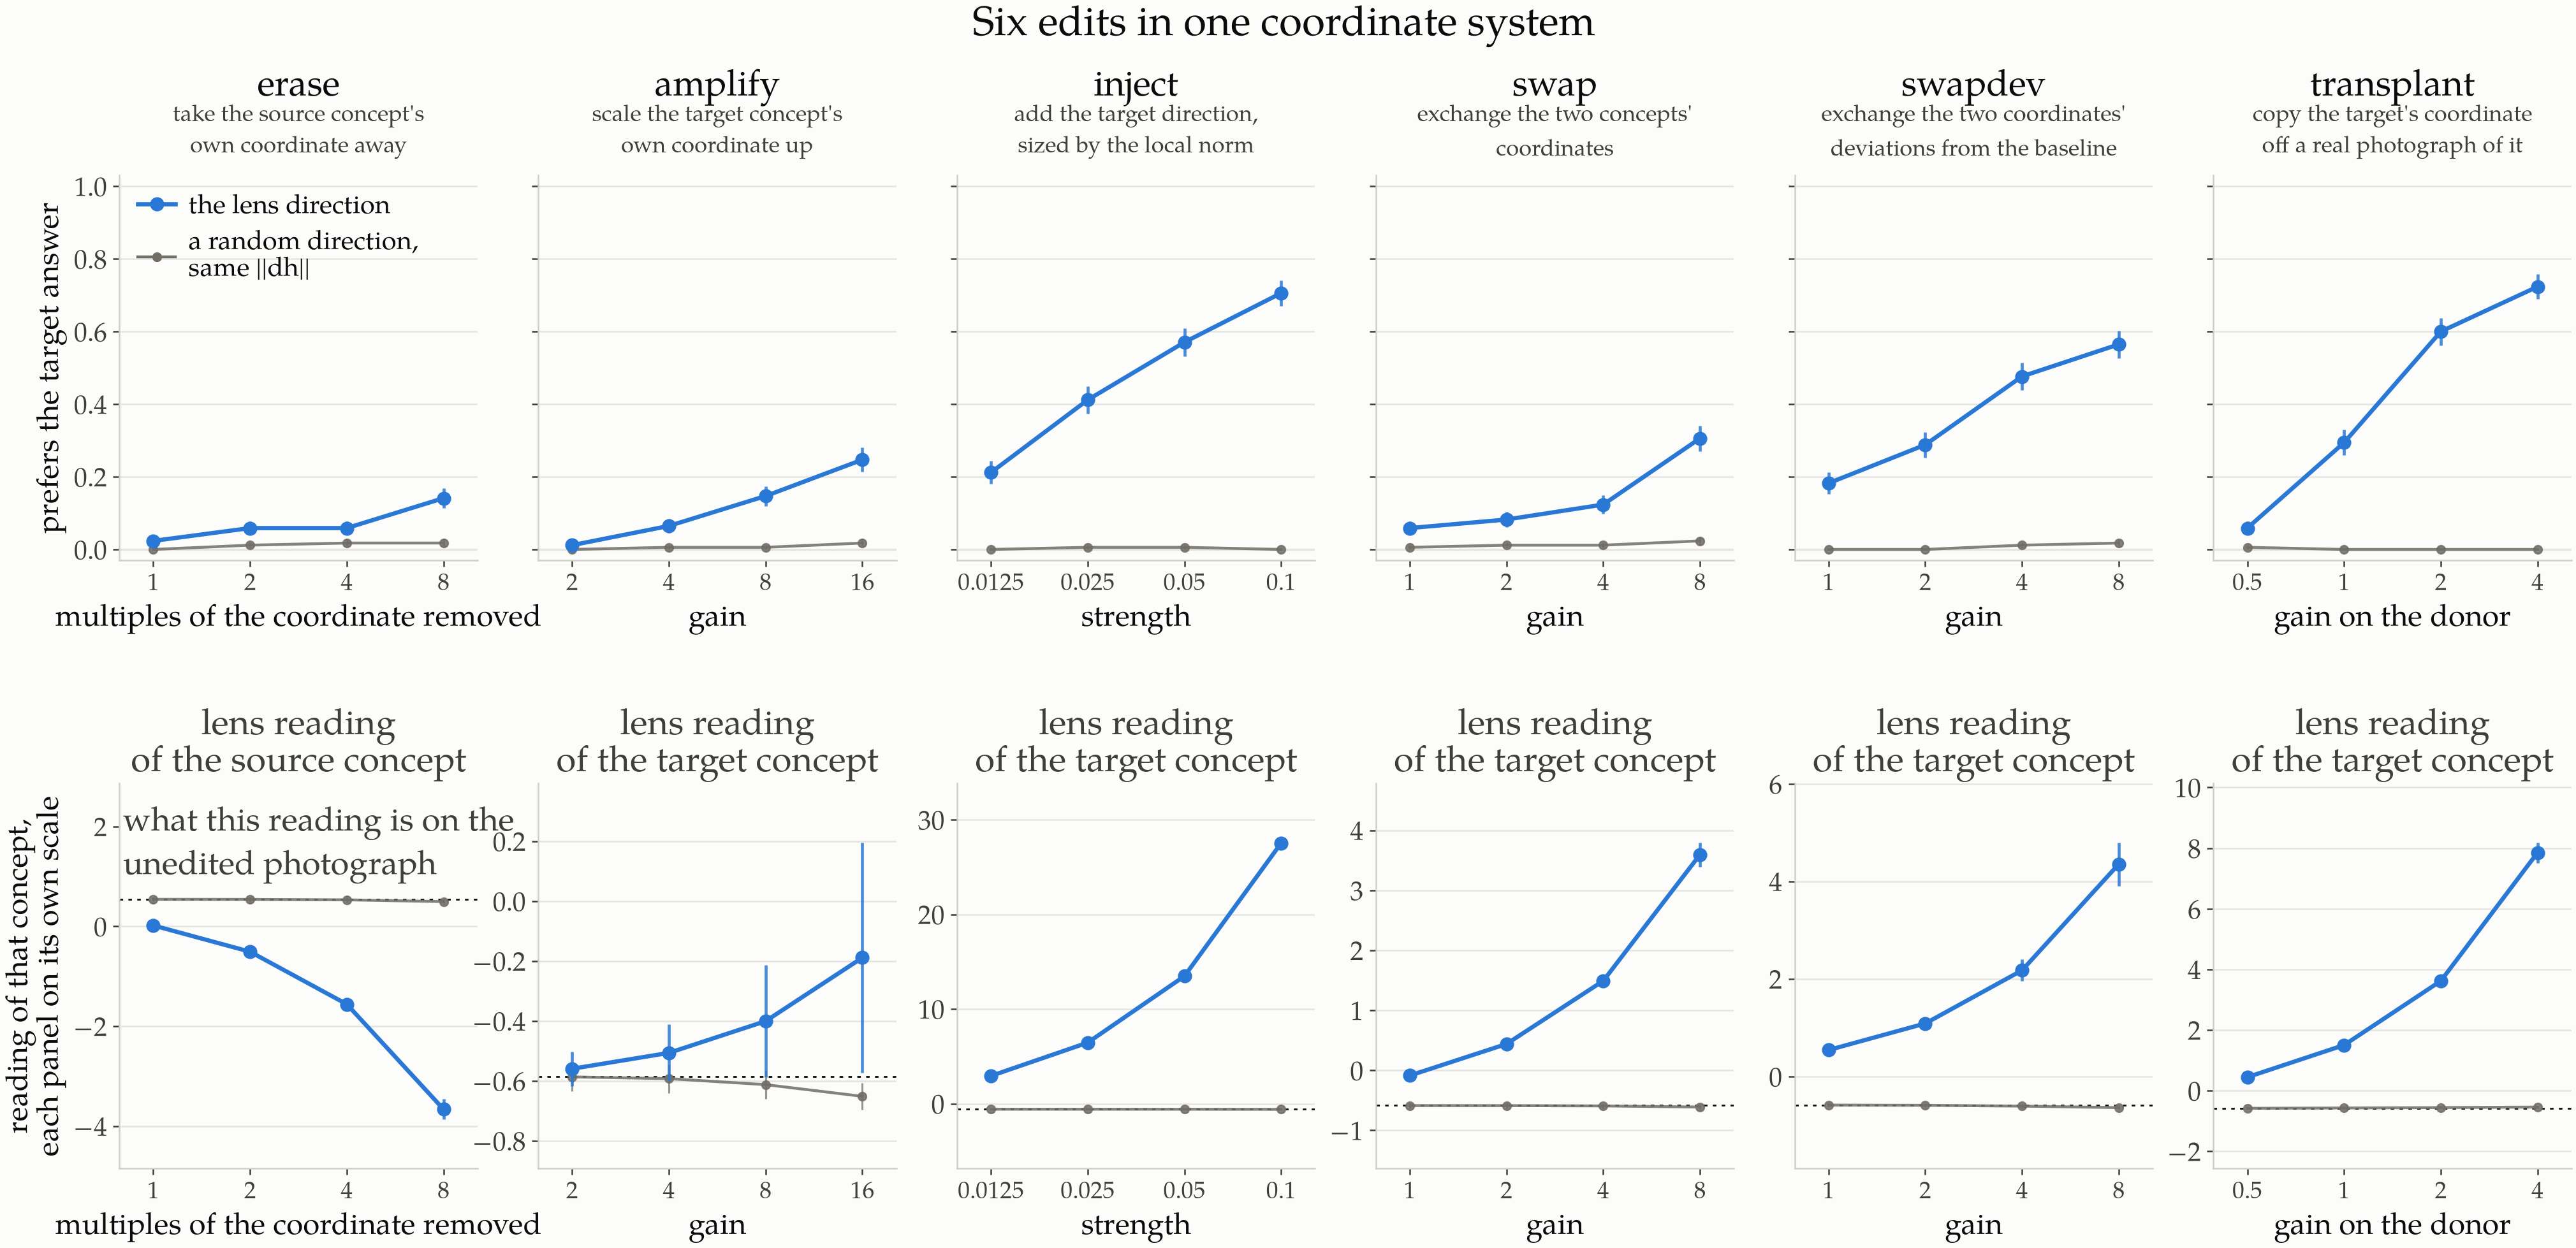 Six edits in one coordinate system
erase
take the source concept's
own coordinate away
amplify
scale the target concept's
own coordinate up
inject
add the target direction,
sized by the local norm
swap
exchange the two concepts'
coordinates
swapdev
exchange the two coordinates'
deviations from the baseline
transplant
copy the target's coordinate
off a real photograph of it
prefers the target answer
1.0
0.8
0.6
0.4
0.2
0.0
the lens direction
a random direction,
same ||dh||
1 2 4 8
multiples of the coordinate removed
2 4 8 16
gain
0.0125 0.025 0.05 0.1
strength
1 2 4 8
gain
1 2 4 8
gain
0.5 1 2 4
gain on the donor
reading of that concept,
each panel on its own scale
lens reading
of the source concept
2
0
−2
−4
what this reading is on the
unedited photograph
1 2 4 8
multiples of the coordinate removed
lens reading
of the target concept
0.2
0.0
−0.2
−0.4
−0.6
−0.8
2 4 8 16
gain
lens reading
of the target concept
30
20
10
0
0.0125 0.025 0.05 0.1
strength
lens reading
of the target concept
4
3
2
1
0
−1
1 2 4 8
gain
lens reading
of the target concept
6
4
2
0
1 2 4 8
gain
lens reading
of the target concept
10
8
6
4
2
0
−2
0.5 1 2 4
gain on the donor